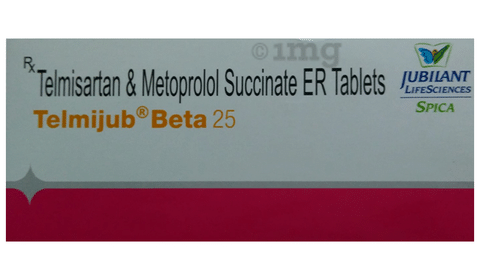 ©1mg
Rx Telmisartan & Metoprolol Succinate ER Tablets
Telmijub® Beta 25
JUBILANT
LIFESCIENCES
SPICA